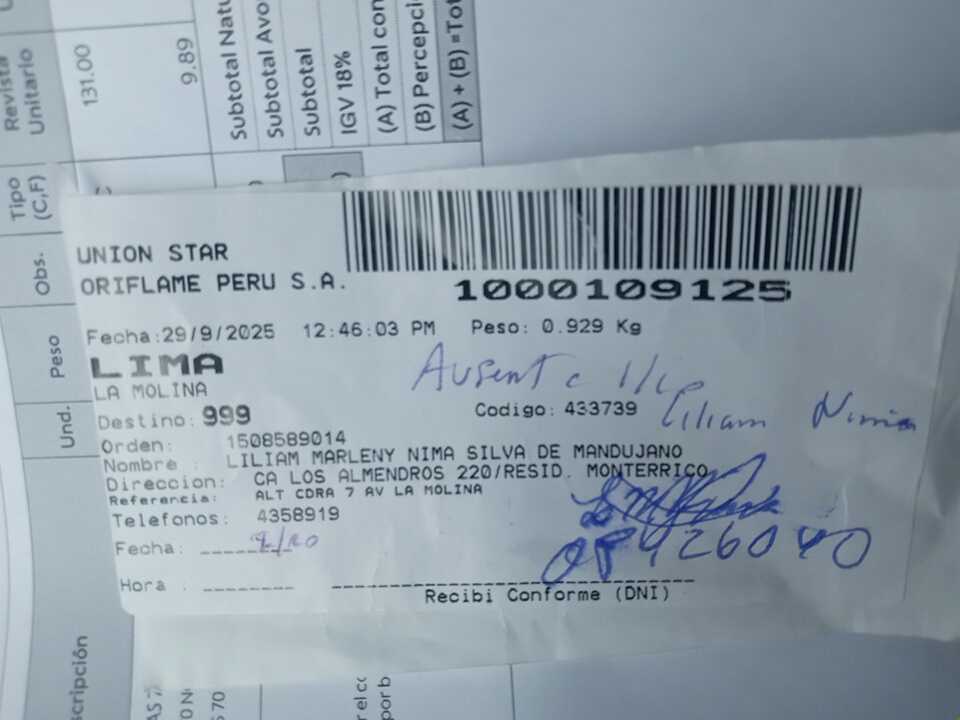 Revista
Unitario
131.00
9.89
Subtotal Natu
Subtotal Avo
Subtotal
IGV 18%
(A) Total con
(B) Percepci
(A) + (B) =Tot
Tipo
(C,F)
Obs.
Peso
Und.
scripción
UNION STAR
ORIFLAME PERU S.A.
1000109125
Fecha:29/9/2025 12:46:03 PM Peso: 0.929 Kg
LIMA
LA MOLINA
Ausente 1/10
Destino: 999
Codigo: 433739
Liliam Nima
Orden: 1508589014
Nombre : LILIAM MARLENY NIMA SILVA DE MANDUJANO
Direccion: CA LOS ALMENDROS 220/RESID. MONTERRICO
Referencia: ALT CDRA 7 AV LA MOLINA
Telefonos: 4358919
Fecha: 2/10
Hora :
Recibi Conforme (DNI)